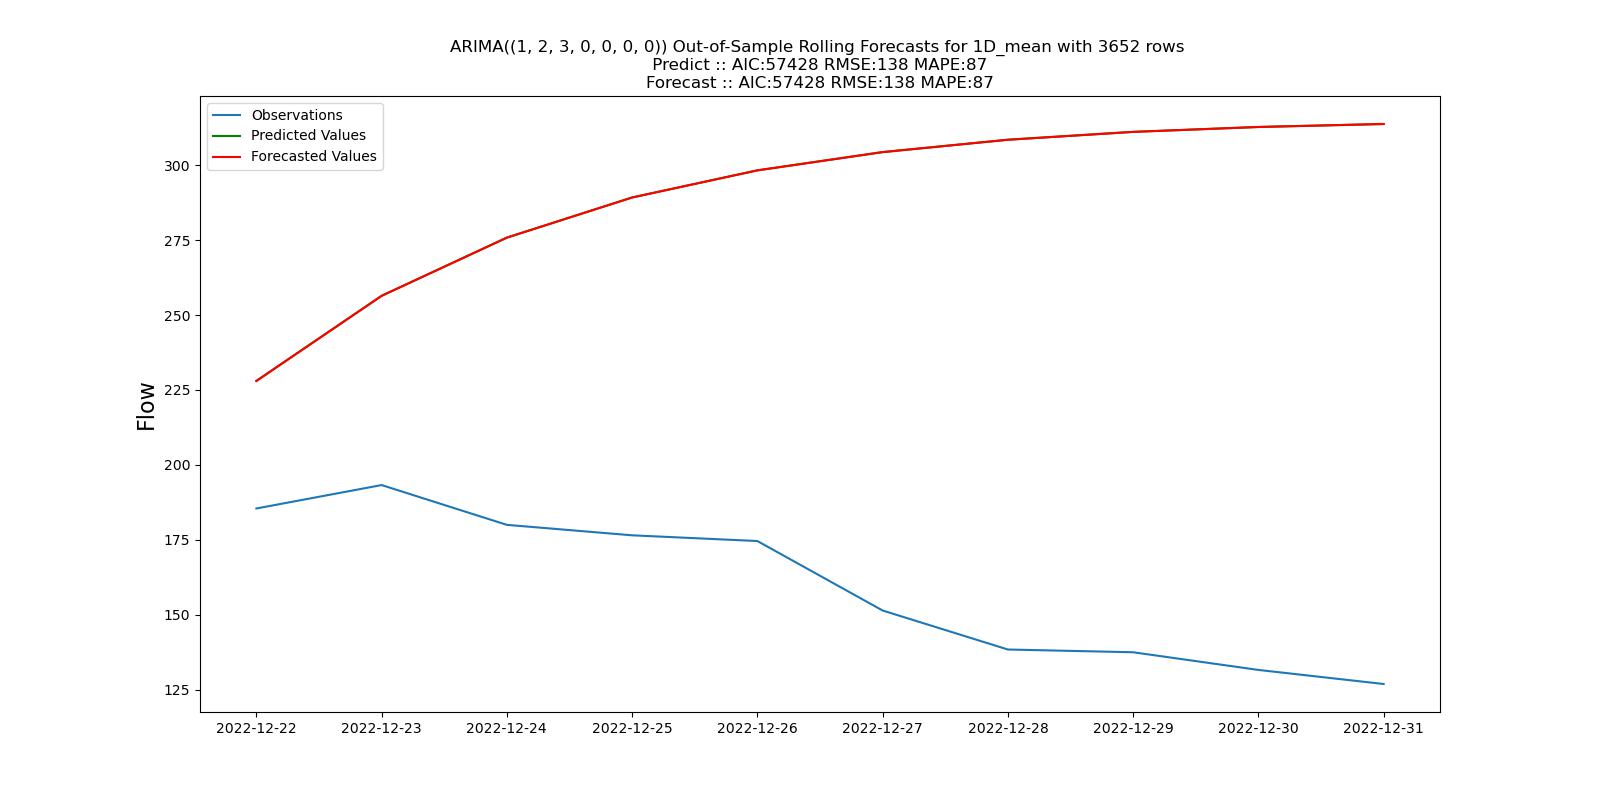 ARIMA((1, 2, 3, 0, 0, 0, 0)) Out-of-Sample Rolling Forecasts for 1D_mean with 3652 rows
Predict :: AIC:57428 RMSE:138 MAPE:87
Forecast :: AIC:57428 RMSE:138 MAPE:87
Observations
Predicted Values
Forecasted Values
300
275
250
225
200
175
150
125
Flow
2022-12-22 2022-12-23 2022-12-24 2022-12-25 2022-12-26 2022-12-27 2022-12-28 2022-12-29 2022-12-30 2022-12-31